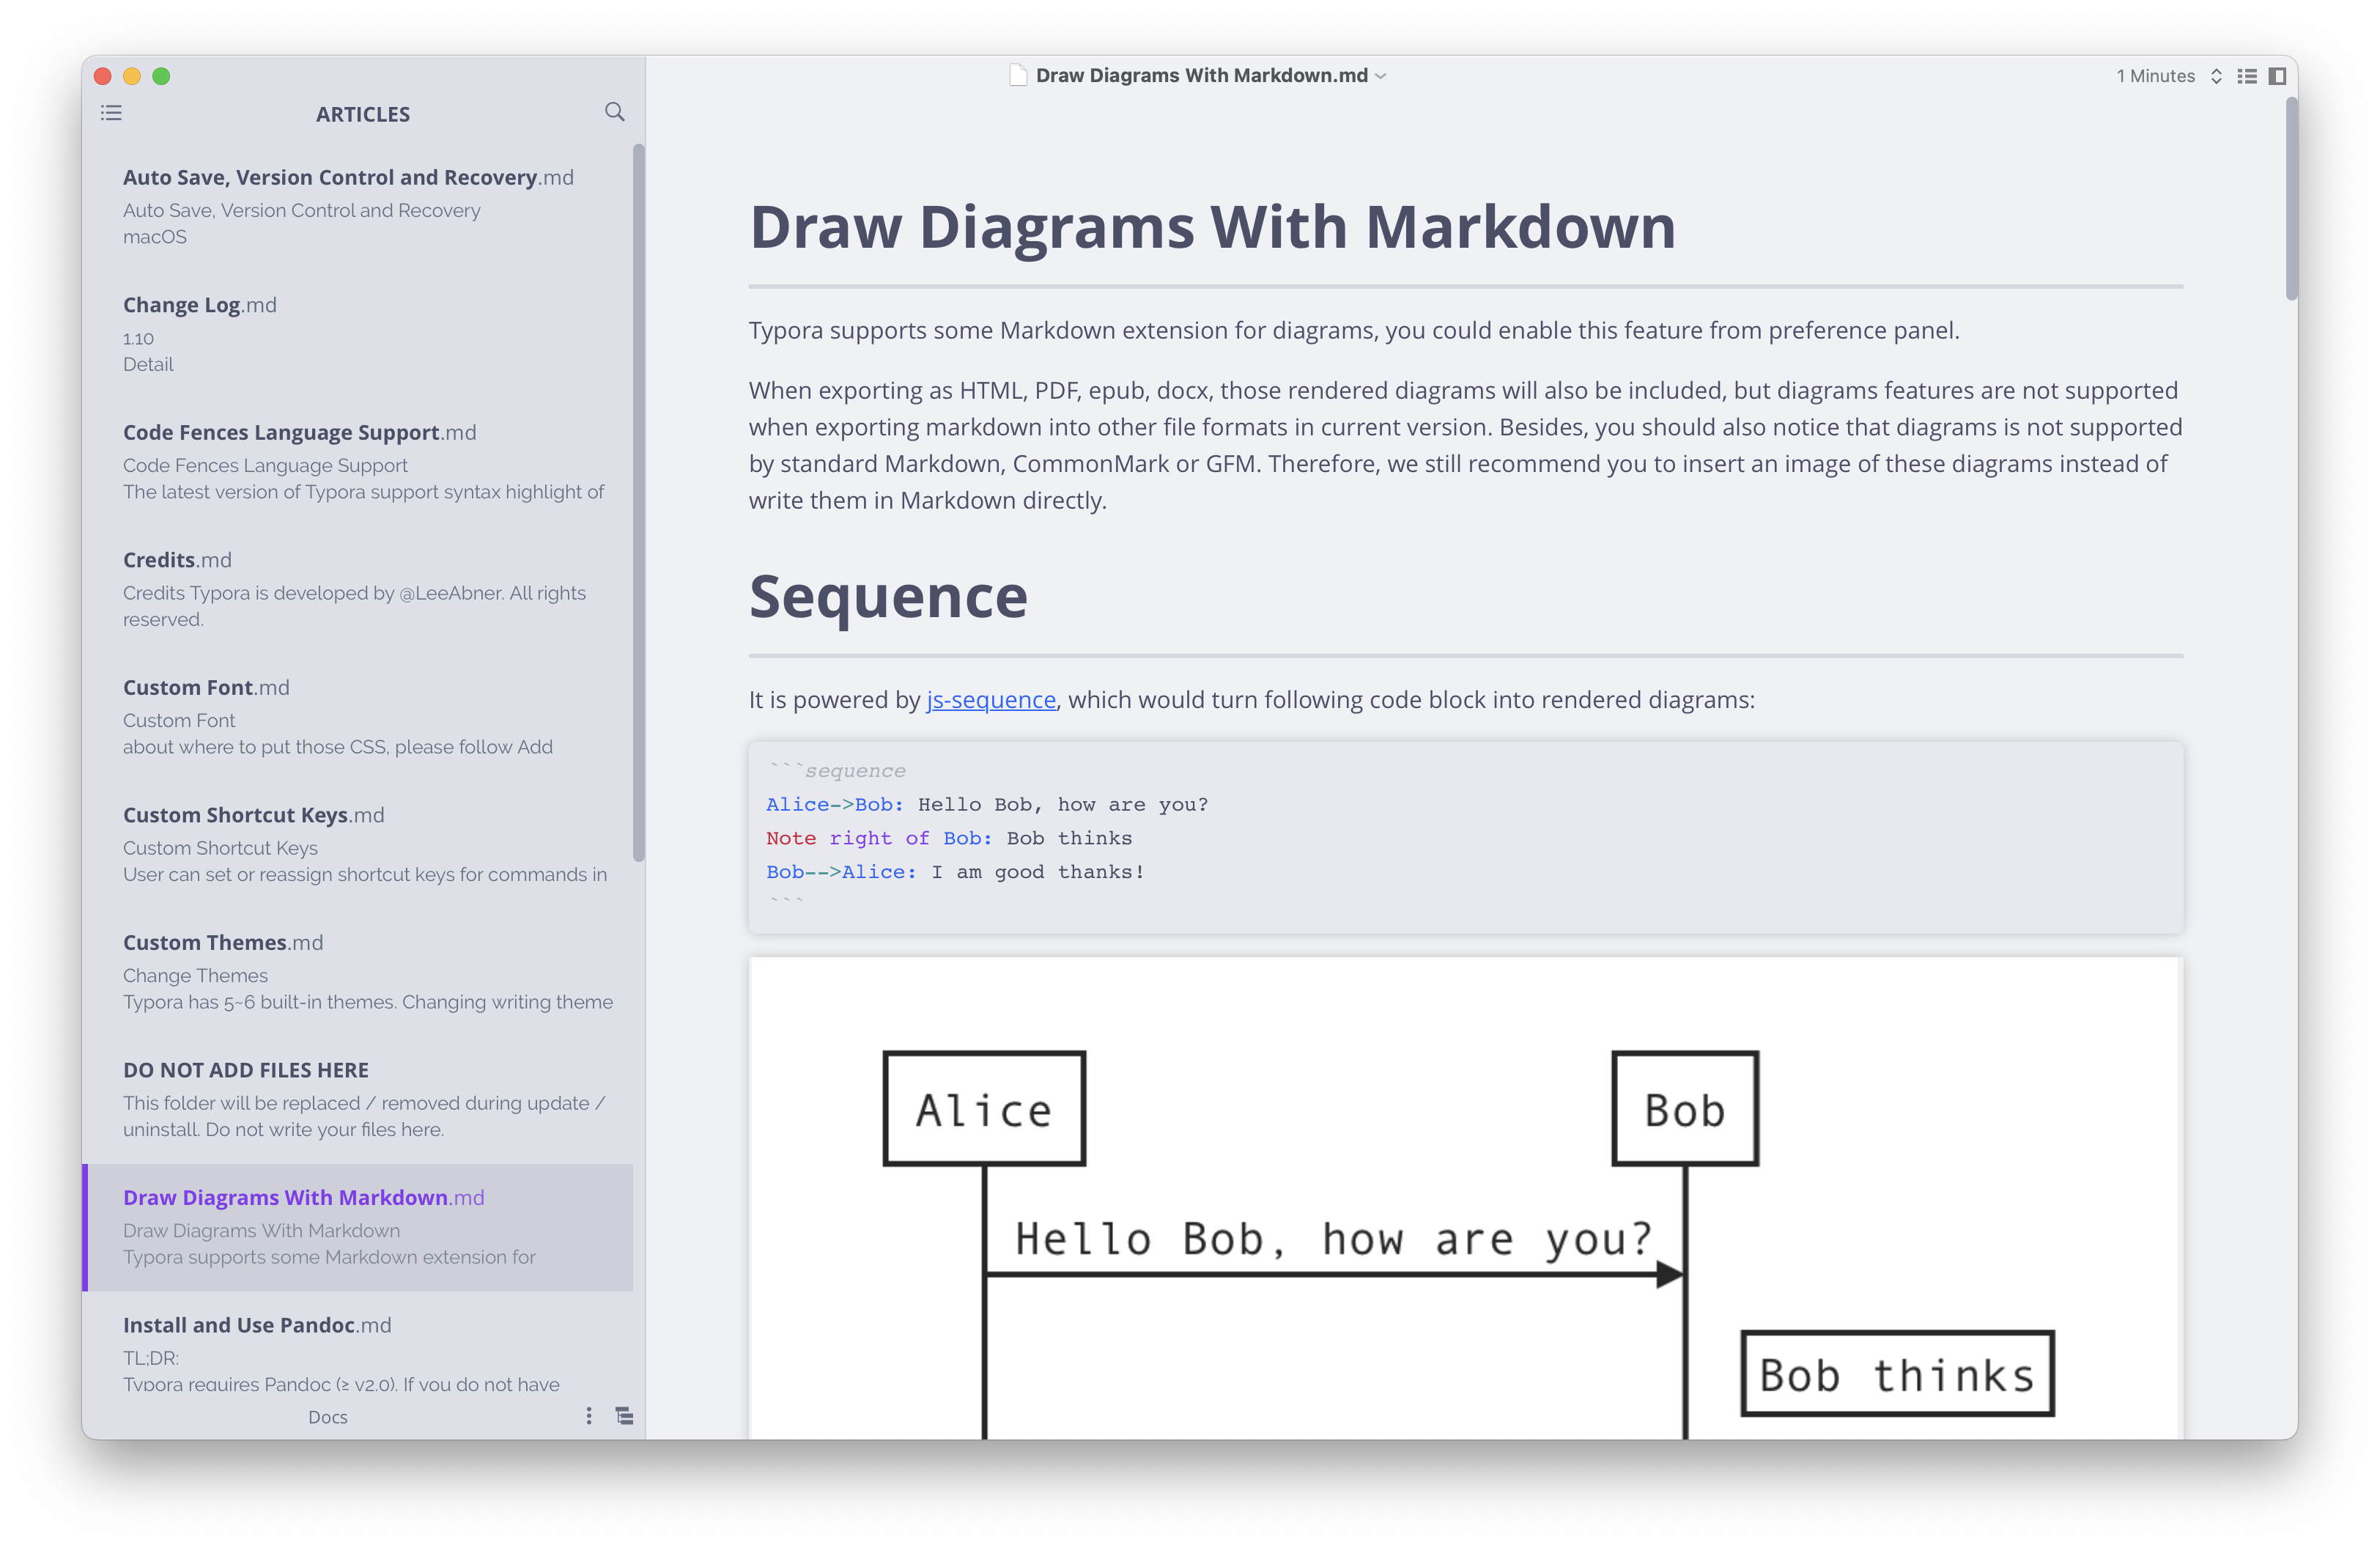 Draw Diagrams With Markdown.md
1 Minutes
ARTICLES
Auto Save, Version Control and Recovery.md
Auto Save, Version Control and Recovery
macOS
Change Log.md
1.10
Detail
Code Fences Language Support.md
Code Fences Language Support
The latest version of Typora support syntax highlight of
Credits.md
Credits Typora is developed by @LeeAbner. All rights
reserved.
Custom Font.md
Custom Font
about where to put those CSS, please follow Add
Custom Shortcut Keys.md
Custom Shortcut Keys
User can set or reassign shortcut keys for commands in
Custom Themes.md
Change Themes
Typora has 5~6 built-in themes. Changing writing theme
DO NOT ADD FILES HERE
This folder will be replaced / removed during update /
uninstall. Do not write your files here.
Draw Diagrams With Markdown.md
Draw Diagrams With Markdown
Typora supports some Markdown extension for
Install and Use Pandoc.md
TL;DR:
Typora requires Pandoc (≥ v2.0). If you do not have
Docs
Draw Diagrams With Markdown
Typora supports some Markdown extension for diagrams, you could enable this feature from preference panel.
When exporting as HTML, PDF, epub, docx, those rendered diagrams will also be included, but diagrams features are not supported
when exporting markdown into other file formats in current version. Besides, you should also notice that diagrams is not supported
by standard Markdown, CommonMark or GFM. Therefore, we still recommend you to insert an image of these diagrams instead of
write them in Markdown directly.
Sequence
It is powered by js-sequence, which would turn following code block into rendered diagrams:
```sequence
Alice->Bob: Hello Bob, how are you?
Note right of Bob: Bob thinks
Bob-->Alice: I am good thanks!
```
Alice
Bob
Hello Bob, how are you?
Bob thinks